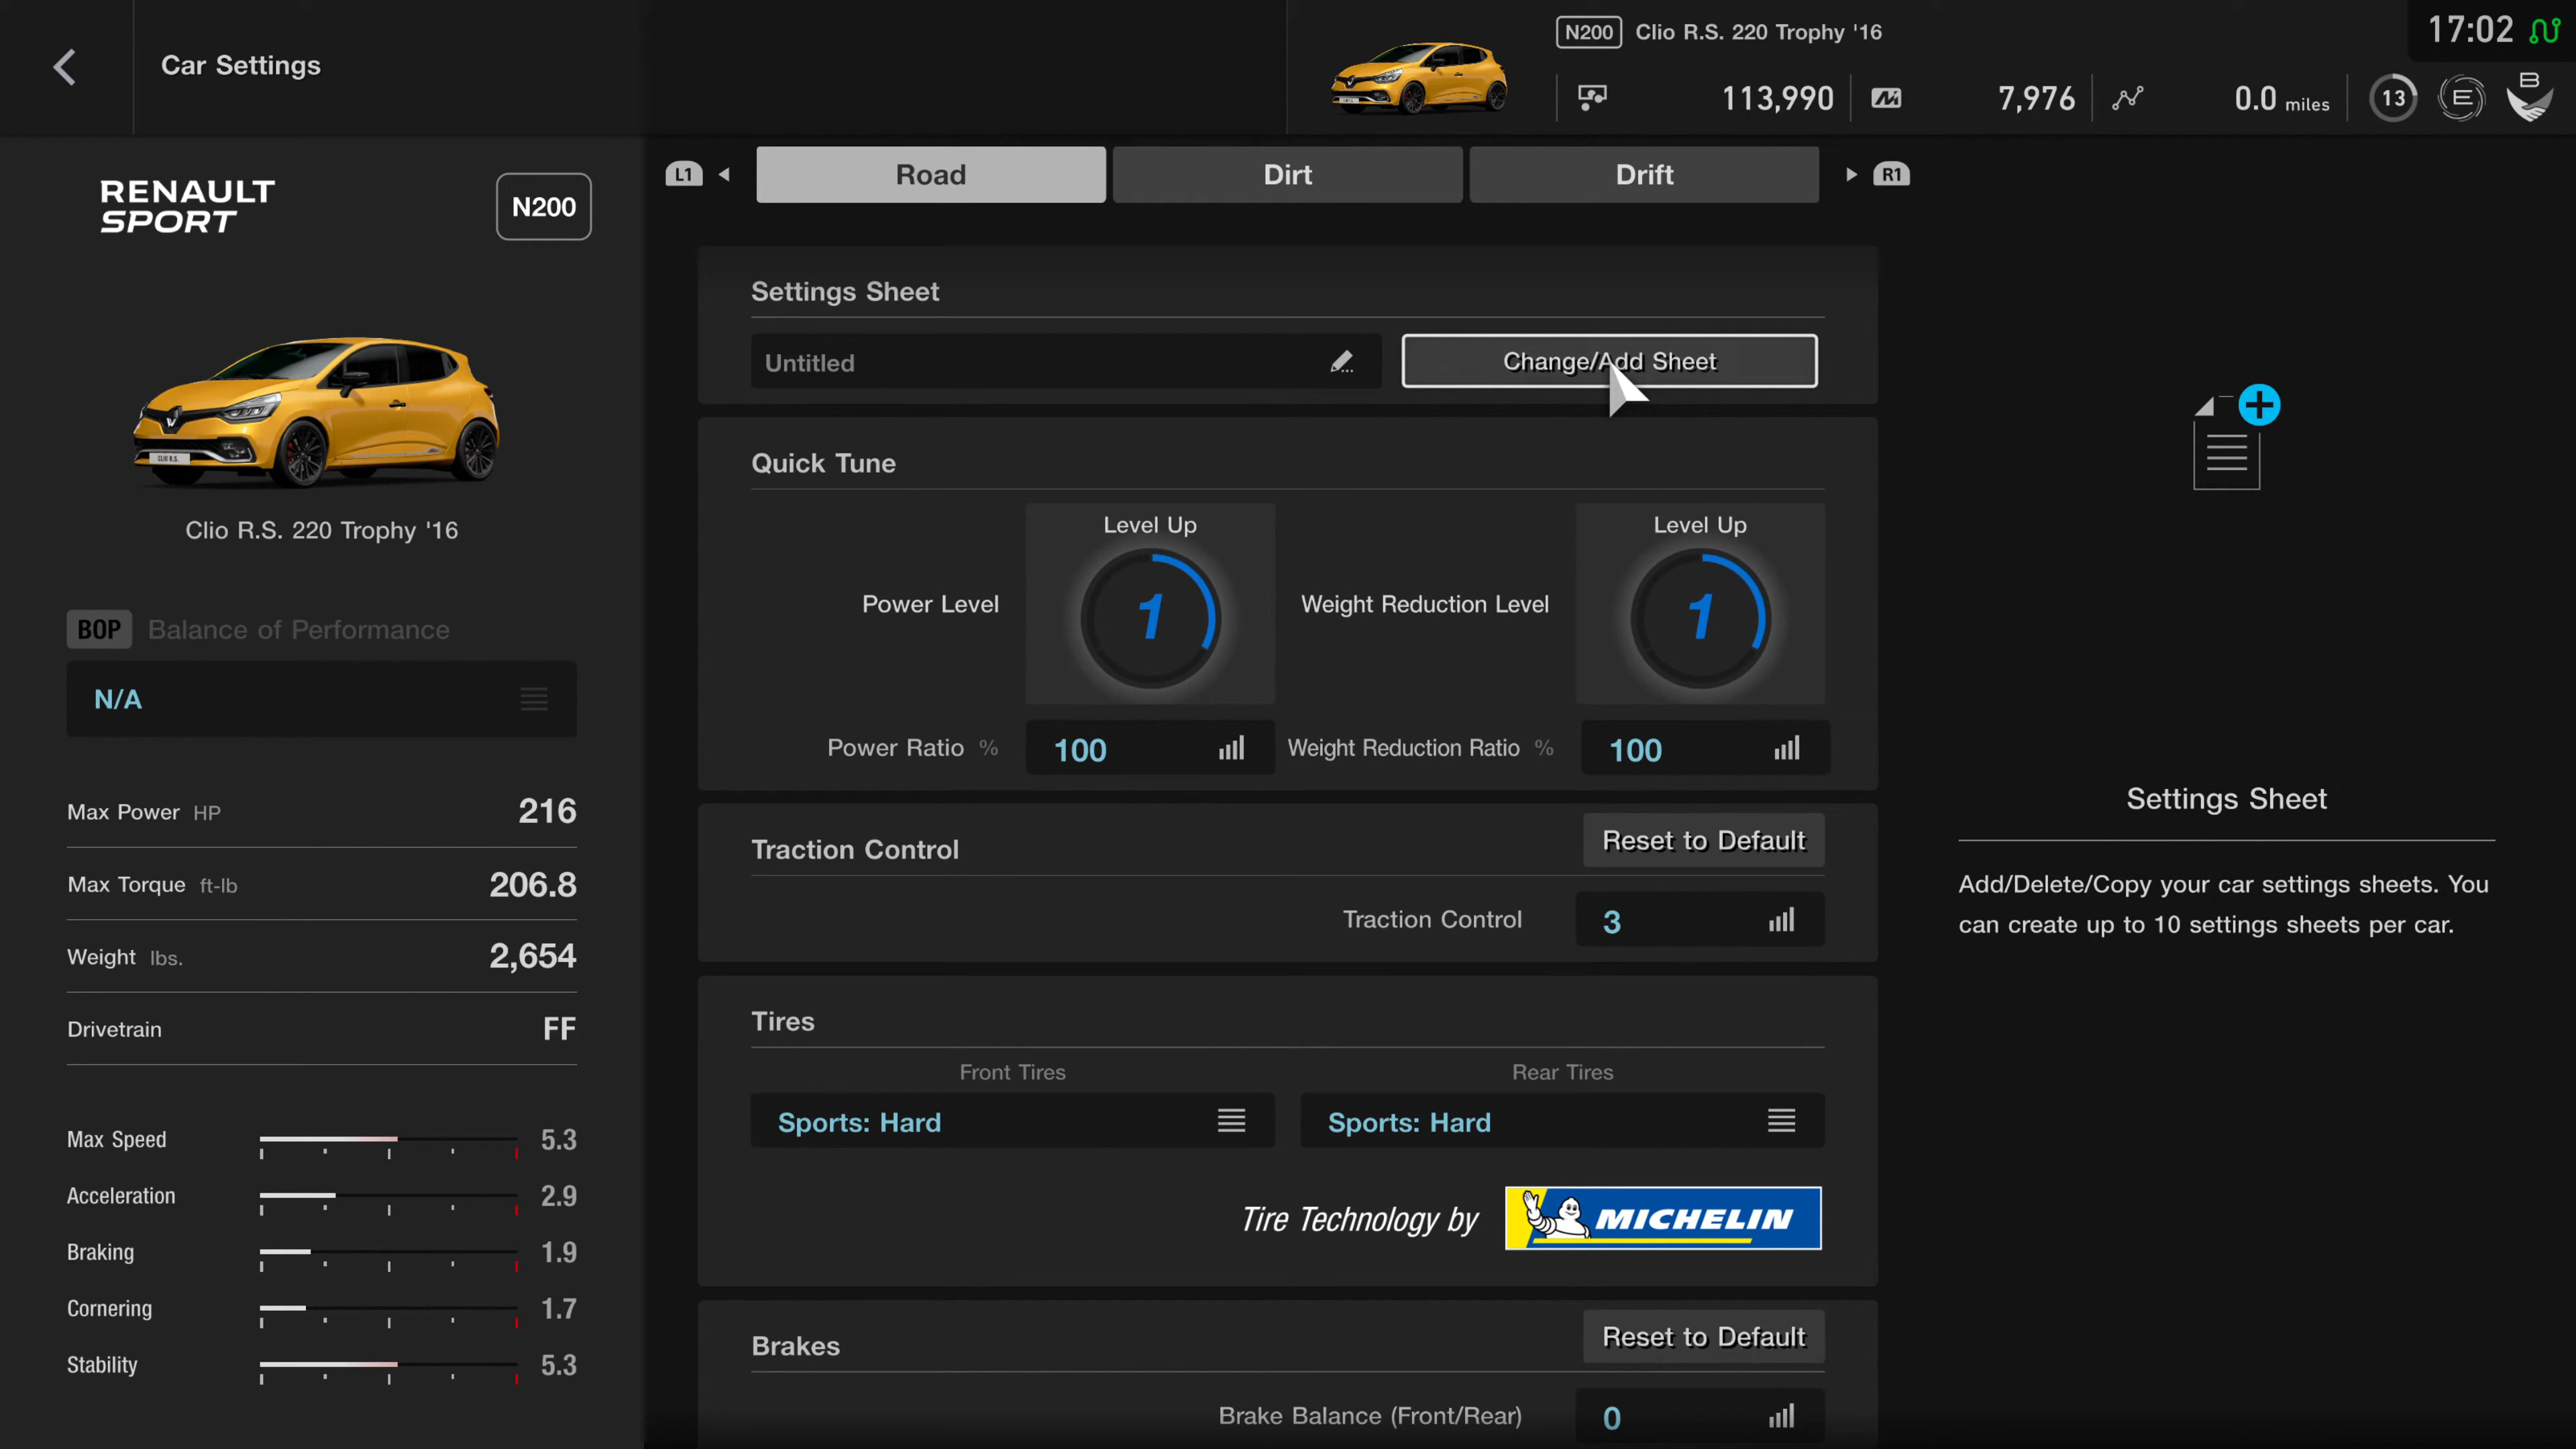 Car Settings
N200 Clio R.S. 220 Trophy '16
17:02
113,990
7,976
0.0 miles
13
E
B
RENAULT
SPORT
N200
CLIO R.S.
Clio R.S. 220 Trophy '16
BOP Balance of Performance
N/A
Max Power HP 216
Max Torque ft-lb 206.8
Weight lbs. 2,654
Drivetrain FF
Max Speed 5.3
Acceleration 2.9
Braking 1.9
Cornering 1.7
Stability 5.3
L1 Road Dirt Drift R1
Settings Sheet
Untitled
Change/Add Sheet
Quick Tune
Power Level
Level Up
1
Weight Reduction Level
Level Up
1
Power Ratio % 100
Weight Reduction Ratio % 100
Traction Control
Reset to Default
Traction Control 3
Tires
Front Tires Rear Tires
Sports: Hard Sports: Hard
Tire Technology by MICHELIN
Brakes
Reset to Default
Brake Balance (Front/Rear) 0
Settings Sheet
Add/Delete/Copy your car settings sheets. You
can create up to 10 settings sheets per car.